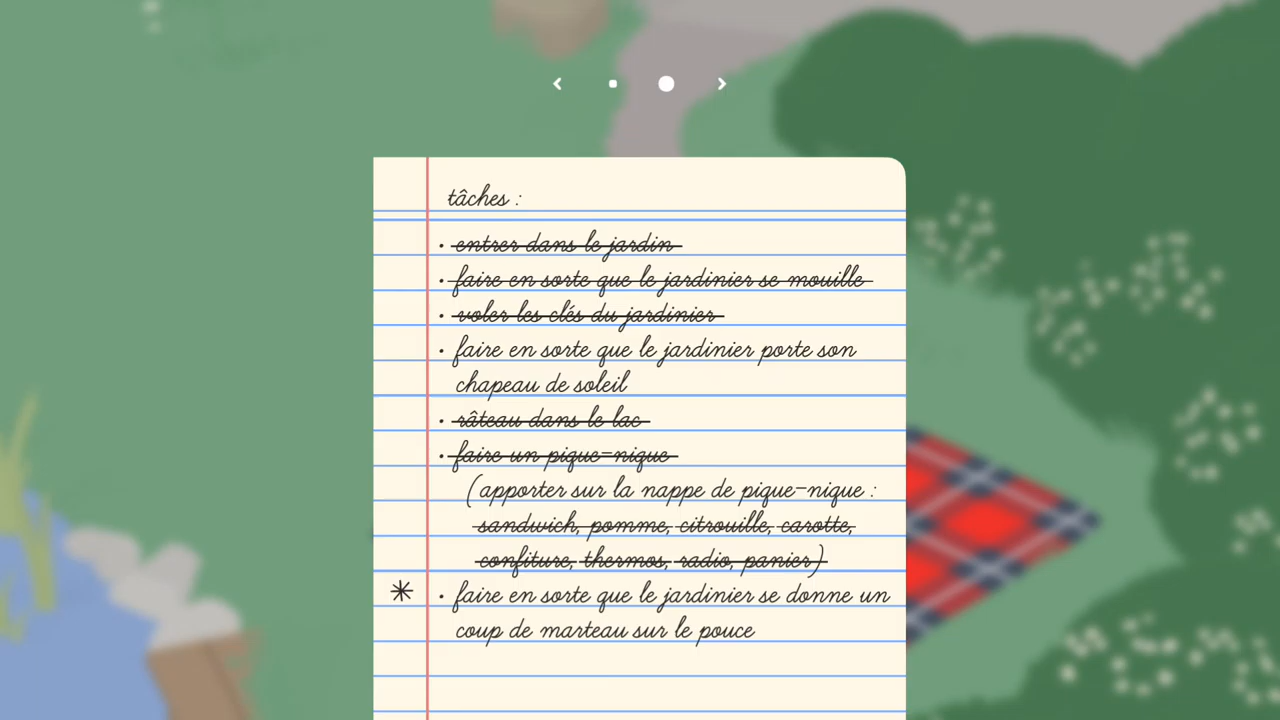 tâches :
• entrer dans le jardin
• faire en sorte que le jardinier se mouille
• voler les clés du jardinier
• faire en sorte que le jardinier porte son
chapeau de soleil
• râteau dans le lac
• faire un pique-nique
(apporter sur la nappe de pique-nique :
sandwich, pomme, citrouille, carotte,
confiture, thermos, radio, panier)
• faire en sorte que le jardinier se donne un
coup de marteau sur le pouce